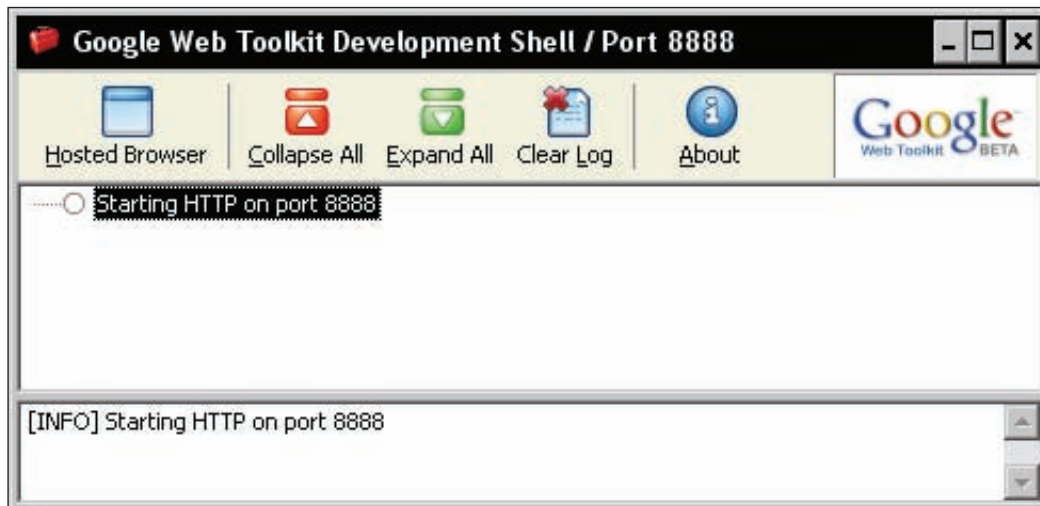 Google Web Toolkit Development Shell / Port 8888
Hosted Browser
Collapse All
Expand All
Clear Log
About
Google
Web Toolkit BETA
Starting HTTP on port 8888
[INFO] Starting HTTP on port 8888